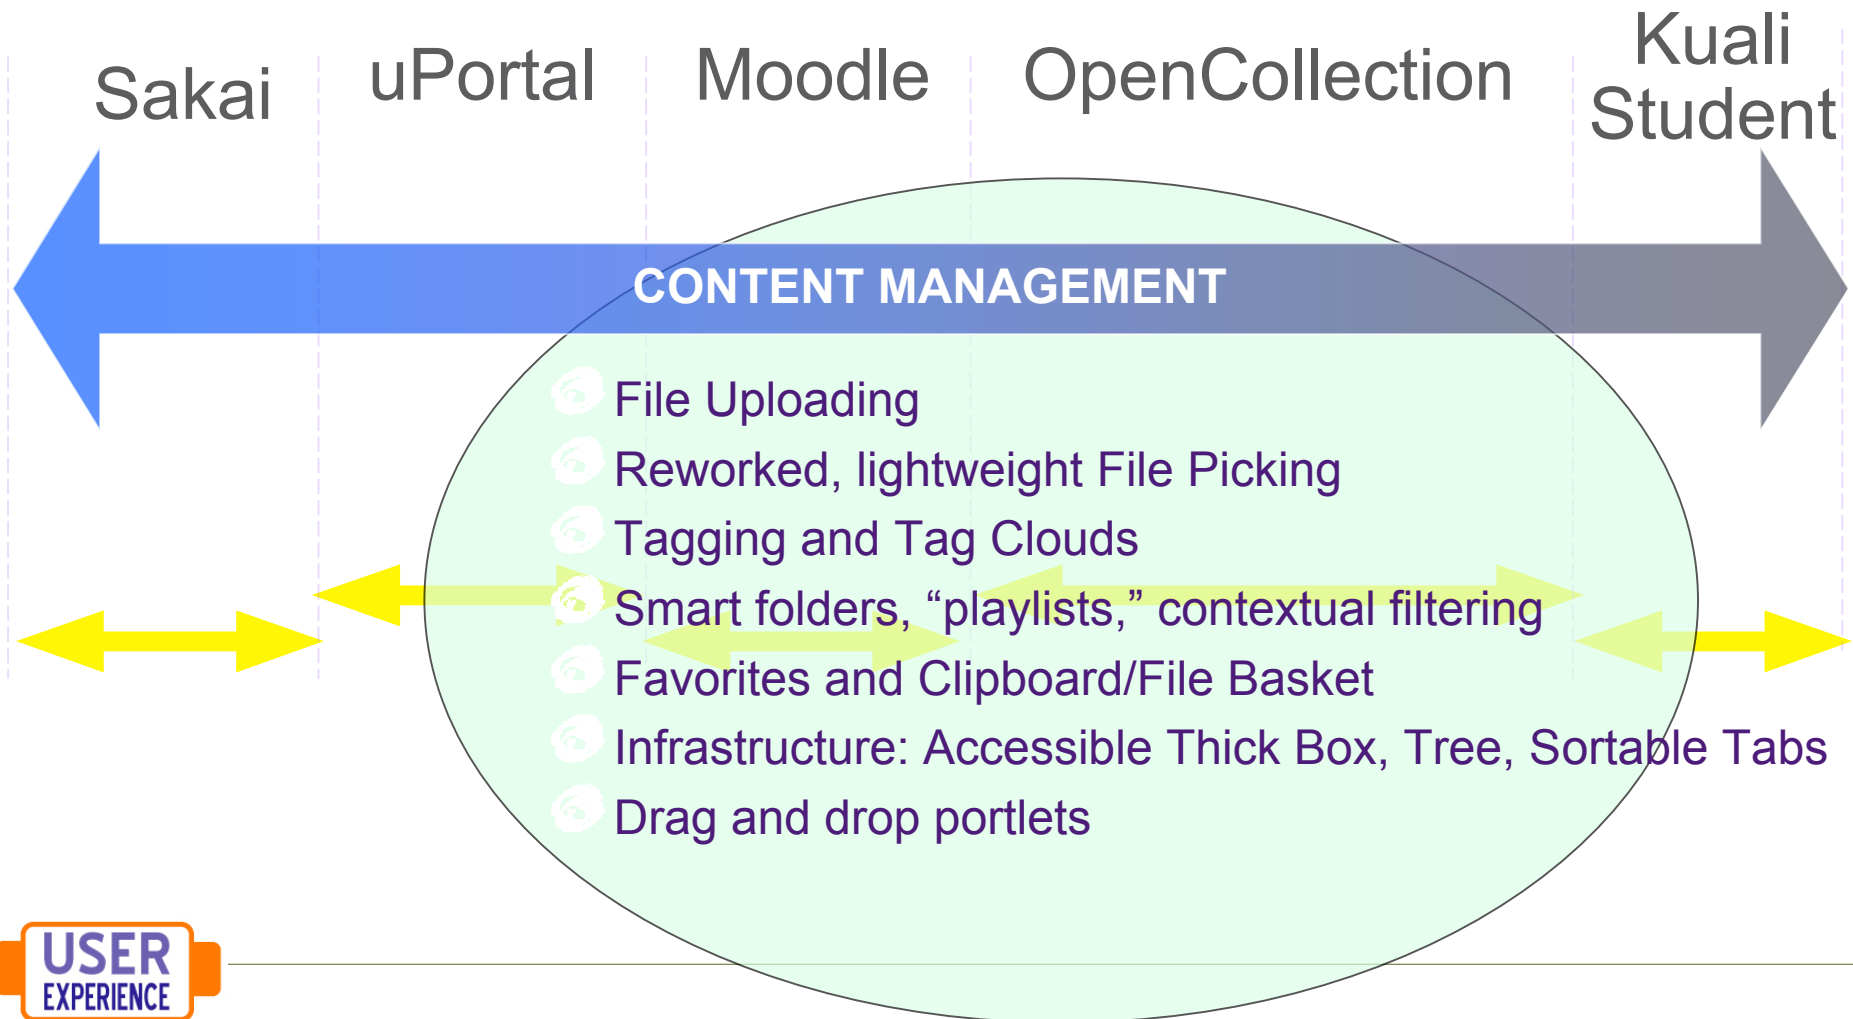 Sakai
uPortal
Moodle
OpenCollection
Kuali
Student
CONTENT MANAGEMENT
File Uploading
Reworked, lightweight File Picking
Tagging and Tag Clouds
Smart folders, “playlists,” contextual filtering
Favorites and Clipboard/File Basket
Infrastructure: Accessible Thick Box, Tree, Sortable Tabs
Drag and drop portlets
USER
EXPERIENCE